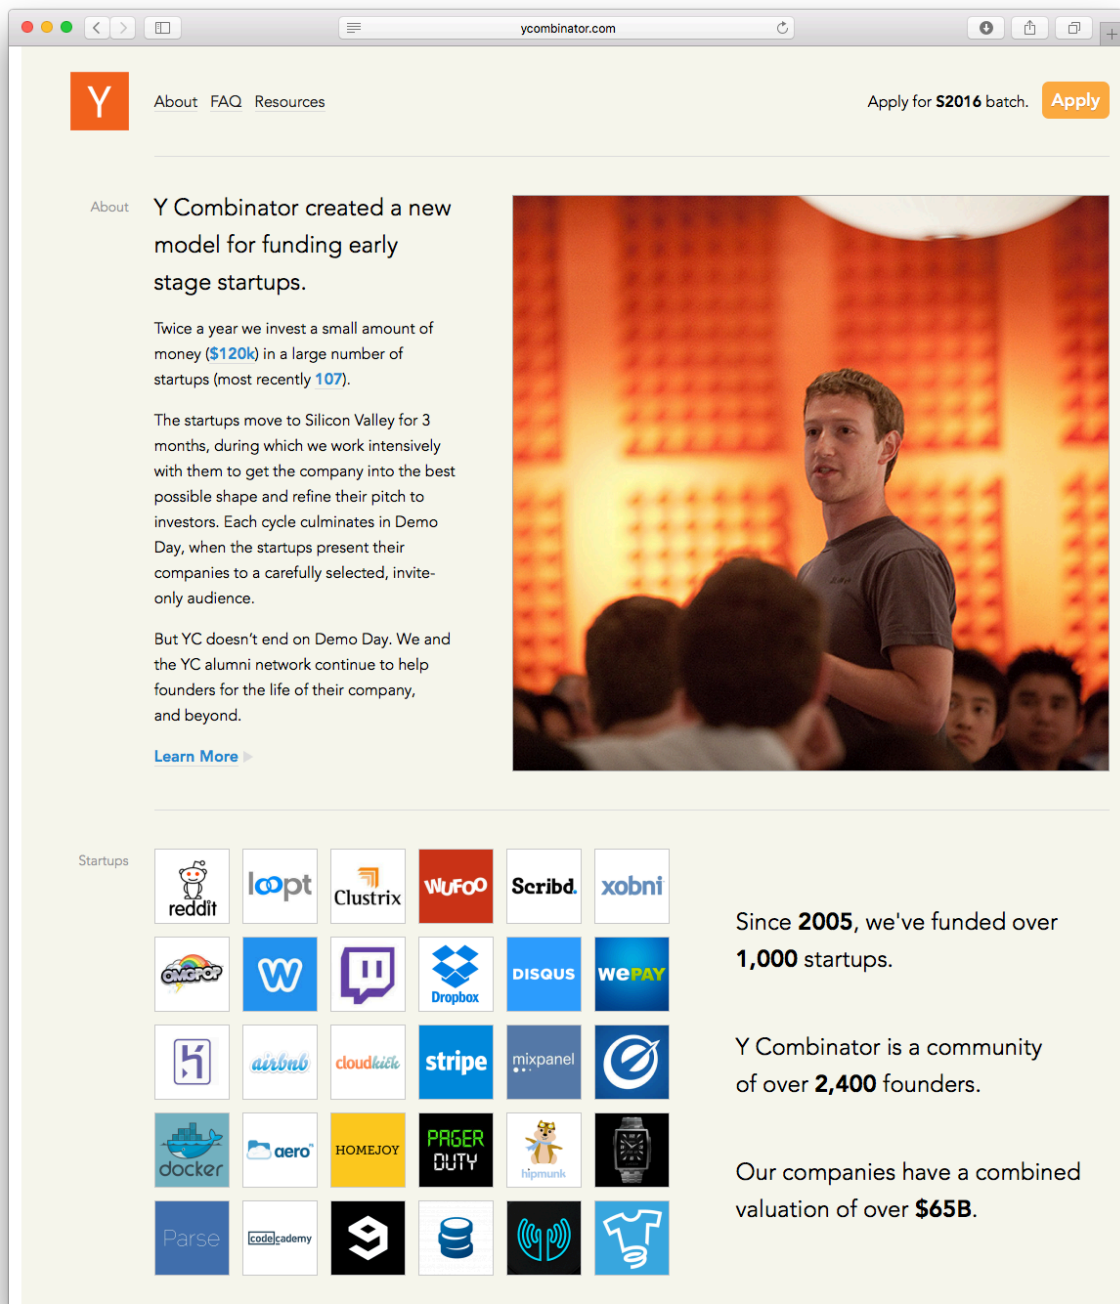 ycombinator.com
Y
About FAQ Resources
Apply for S2016 batch.
Apply
About
Y Combinator created a new
model for funding early
stage startups.
Twice a year we invest a small amount of
money ($120k) in a large number of
startups (most recently 107).
The startups move to Silicon Valley for 3
months, during which we work intensively
with them to get the company into the best
possible shape and refine their pitch to
investors. Each cycle culminates in Demo
Day, when the startups present their
companies to a carefully selected, invite-
only audience.
But YC doesn’t end on Demo Day. We and
the YC alumni network continue to help
founders for the life of their company,
and beyond.
Learn More
Startups
reddit
loopt
Clustrix
WUFOO
Scribd.
xobni
OMGPOP
W
Dropbox
DISQUS
wePAY
airbnb
cloudkick
stripe
mixpanel
docker
aero
HOMEJOY
PAGER
DUTY
hipmunk
Parse
codecademy
9
Since 2005, we've funded over
1,000 startups.
Y Combinator is a community
of over 2,400 founders.
Our companies have a combined
valuation of over $65B.